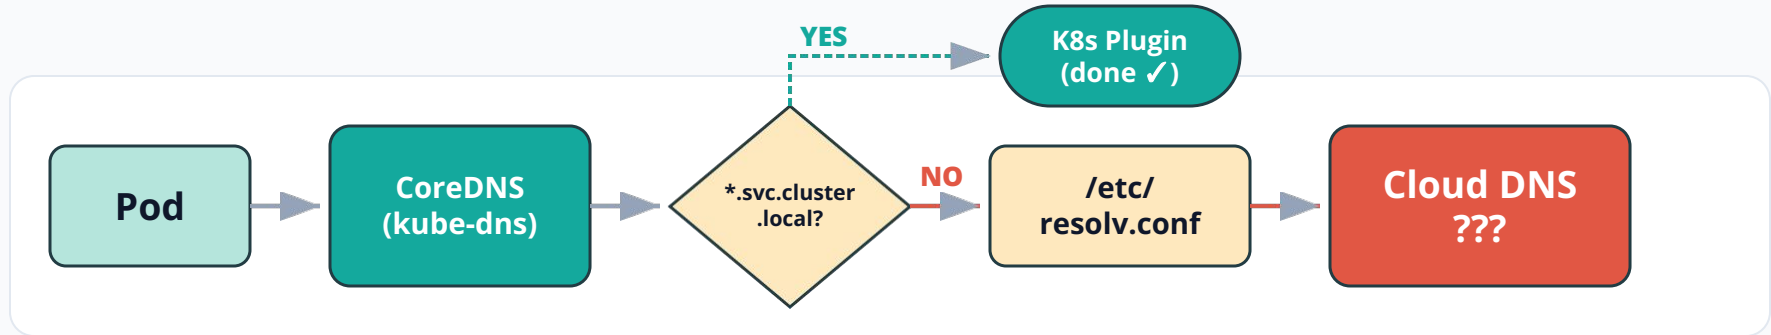 YES
K8s Plugin
(done ✓)
Pod
CoreDNS
(kube-dns)
*.svc.cluster
.local?
NO
/etc/
resolv.conf
Cloud DNS
???